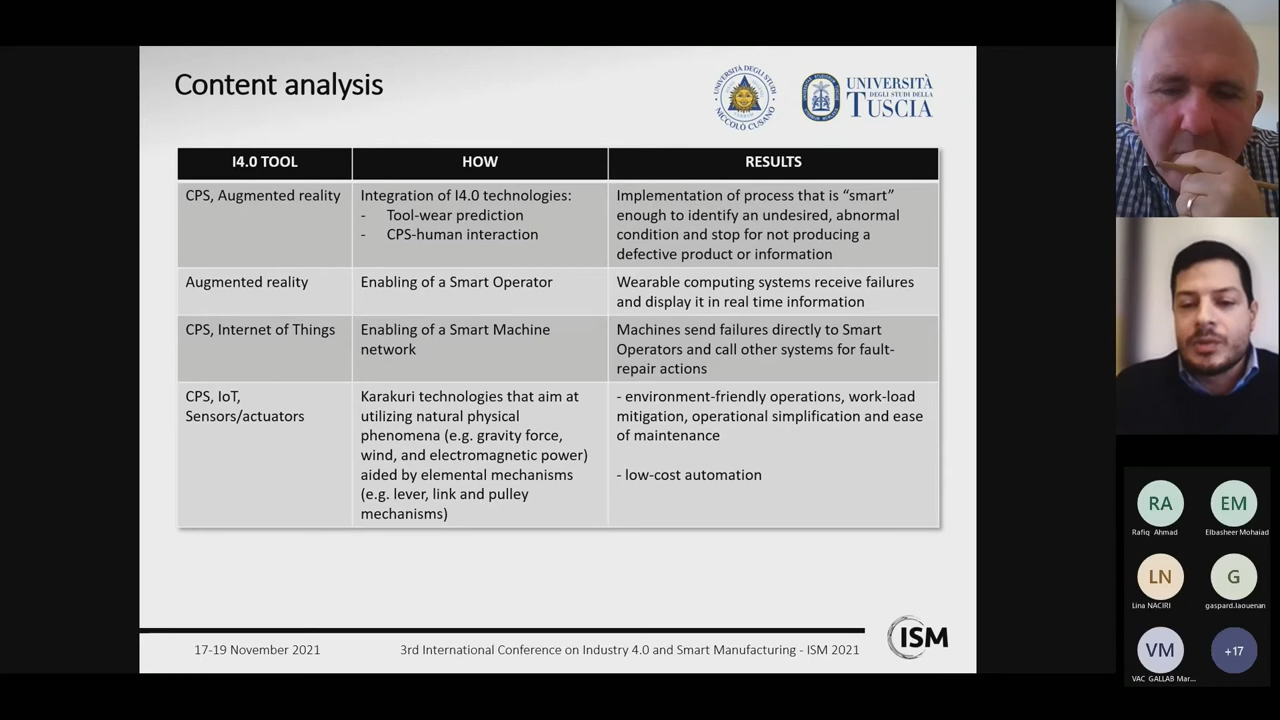 Content analysis
UNIVERSITÀ DEGLI STUDI
NICCOLÒ CUSANO
UNIVERSITÀ
DEGLI STUDI DELLA
TUSCIA
I4.0 TOOL
HOW
RESULTS
CPS, Augmented reality
Integration of I4.0 technologies:
- Tool-wear prediction
- CPS-human interaction
Implementation of process that is “smart”
enough to identify an undesired, abnormal
condition and stop for not producing a
defective product or information
Augmented reality
Enabling of a Smart Operator
Wearable computing systems receive failures
and display it in real time information
CPS, Internet of Things
Enabling of a Smart Machine
network
Machines send failures directly to Smart
Operators and call other systems for fault-
repair actions
CPS, IoT,
Sensors/actuators
Karakuri technologies that aim at
utilizing natural physical
phenomena (e.g. gravity force,
wind, and electromagnetic power)
aided by elemental mechanisms
(e.g. lever, link and pulley
mechanisms)
- environment-friendly operations, work-load
mitigation, operational simplification and ease
of maintenance
- low-cost automation
17-19 November 2021
3rd International Conference on Industry 4.0 and Smart Manufacturing - ISM 2021
ISM
RA
Rafiq Ahmad
EM
Elbasheer Mohaiad
LN
Lina NACIRI
G
gaspard.laouenan
VM
VAC GALLAB Mar...
+17